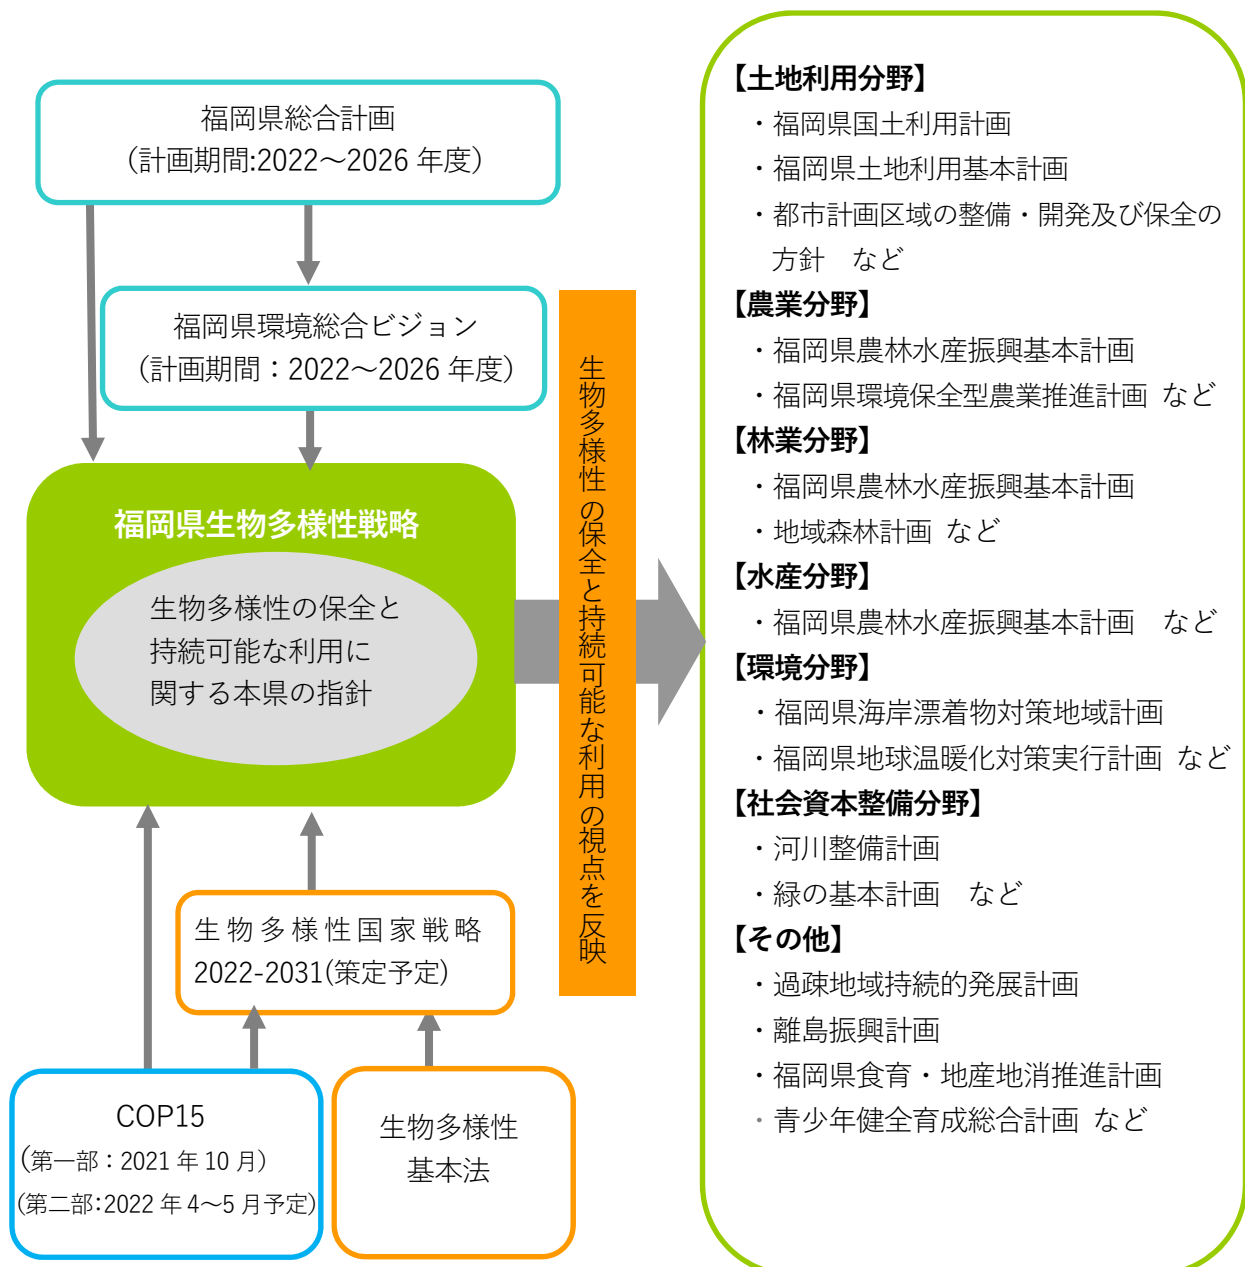 福岡県総合計画
(計画期間:2022～2026 年度)
福岡県環境総合ビジョン
(計画期間：2022～2026 年度)
福岡県生物多様性戦略
生物多様性の保全と
持続可能な利用に
関する本県の指針
生物多様性国家戦略
2022-2031(策定予定)
COP15
(第一部：2021 年 10 月)
(第二部:2022 年 4～5 月予定)
生物多様性
基本法
生物多様性の保全と持続可能な利用の視点を反映
【土地利用分野】
・福岡県国土利用計画
・福岡県土地利用基本計画
・都市計画区域の整備・開発及び保全の
方針　など
【農業分野】
・福岡県農林水産振興基本計画
・福岡県環境保全型農業推進計画 など
【林業分野】
・福岡県農林水産振興基本計画
・地域森林計画 など
【水産分野】
・福岡県農林水産振興基本計画　など
【環境分野】
・福岡県海岸漂着物対策地域計画
・福岡県地球温暖化対策実行計画 など
【社会資本整備分野】
・河川整備計画
・緑の基本計画　など
【その他】
・過疎地域持続的発展計画
・離島振興計画
・福岡県食育・地産地消推進計画
・青少年健全育成総合計画 など